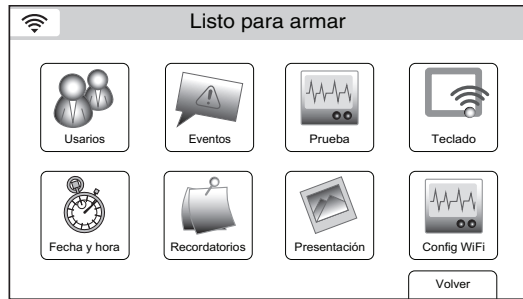 Listo para armar
Usarios
Eventos
Prueba
Teclado
Fecha y hora
Recordatorios
Presentación
Config WiFi
Volver